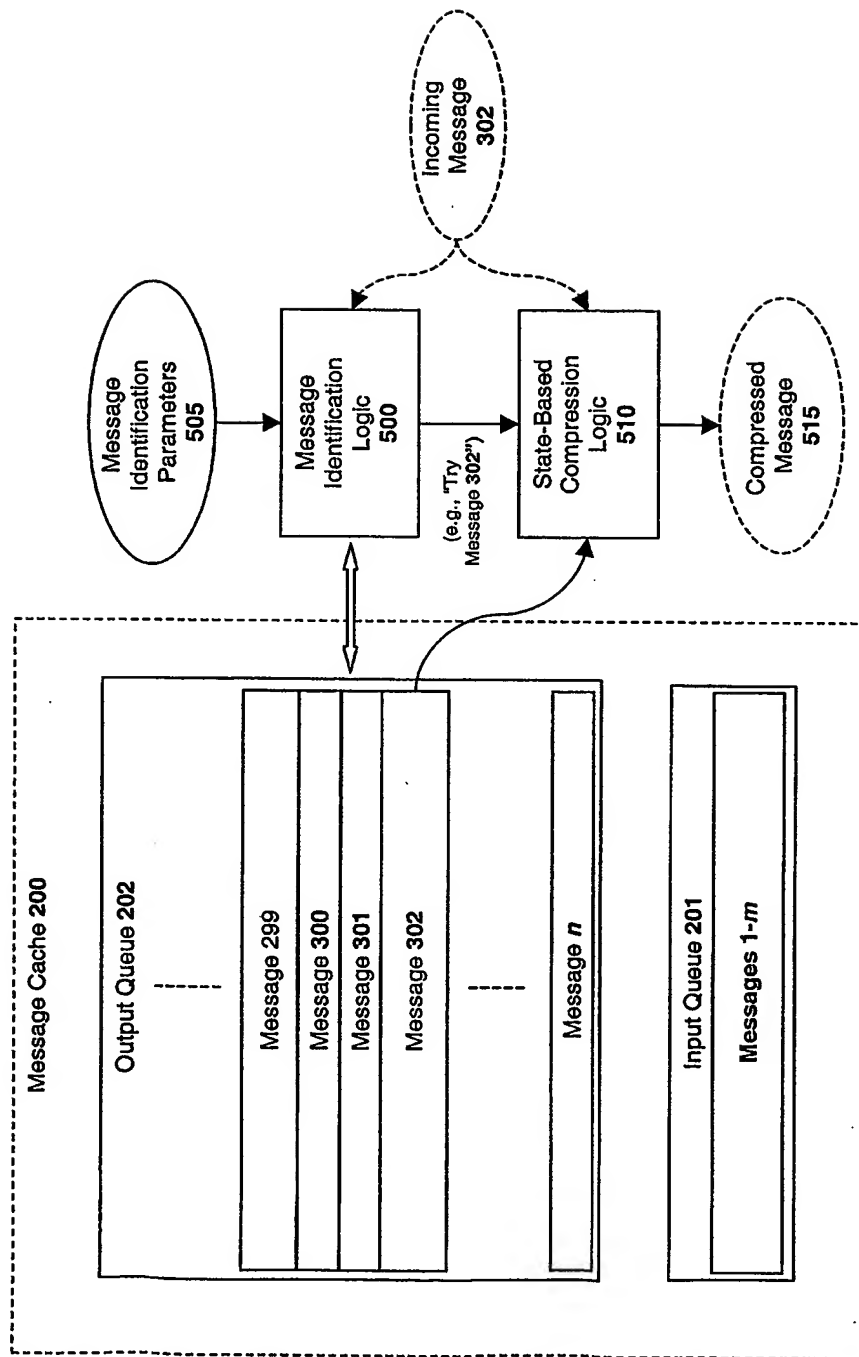 Message Cache 200
Output Queue 202
Message 299
Message 300
Message 301
Message 302
Message n
Input Queue 201
Messages 1-m
Message
Identification
Parameters
505
Message Identification
Logic
500
(e.g., "Try
Message 302")
State-Based
Compression
Logic
510
Compressed
Message
515
Incoming
Message
302